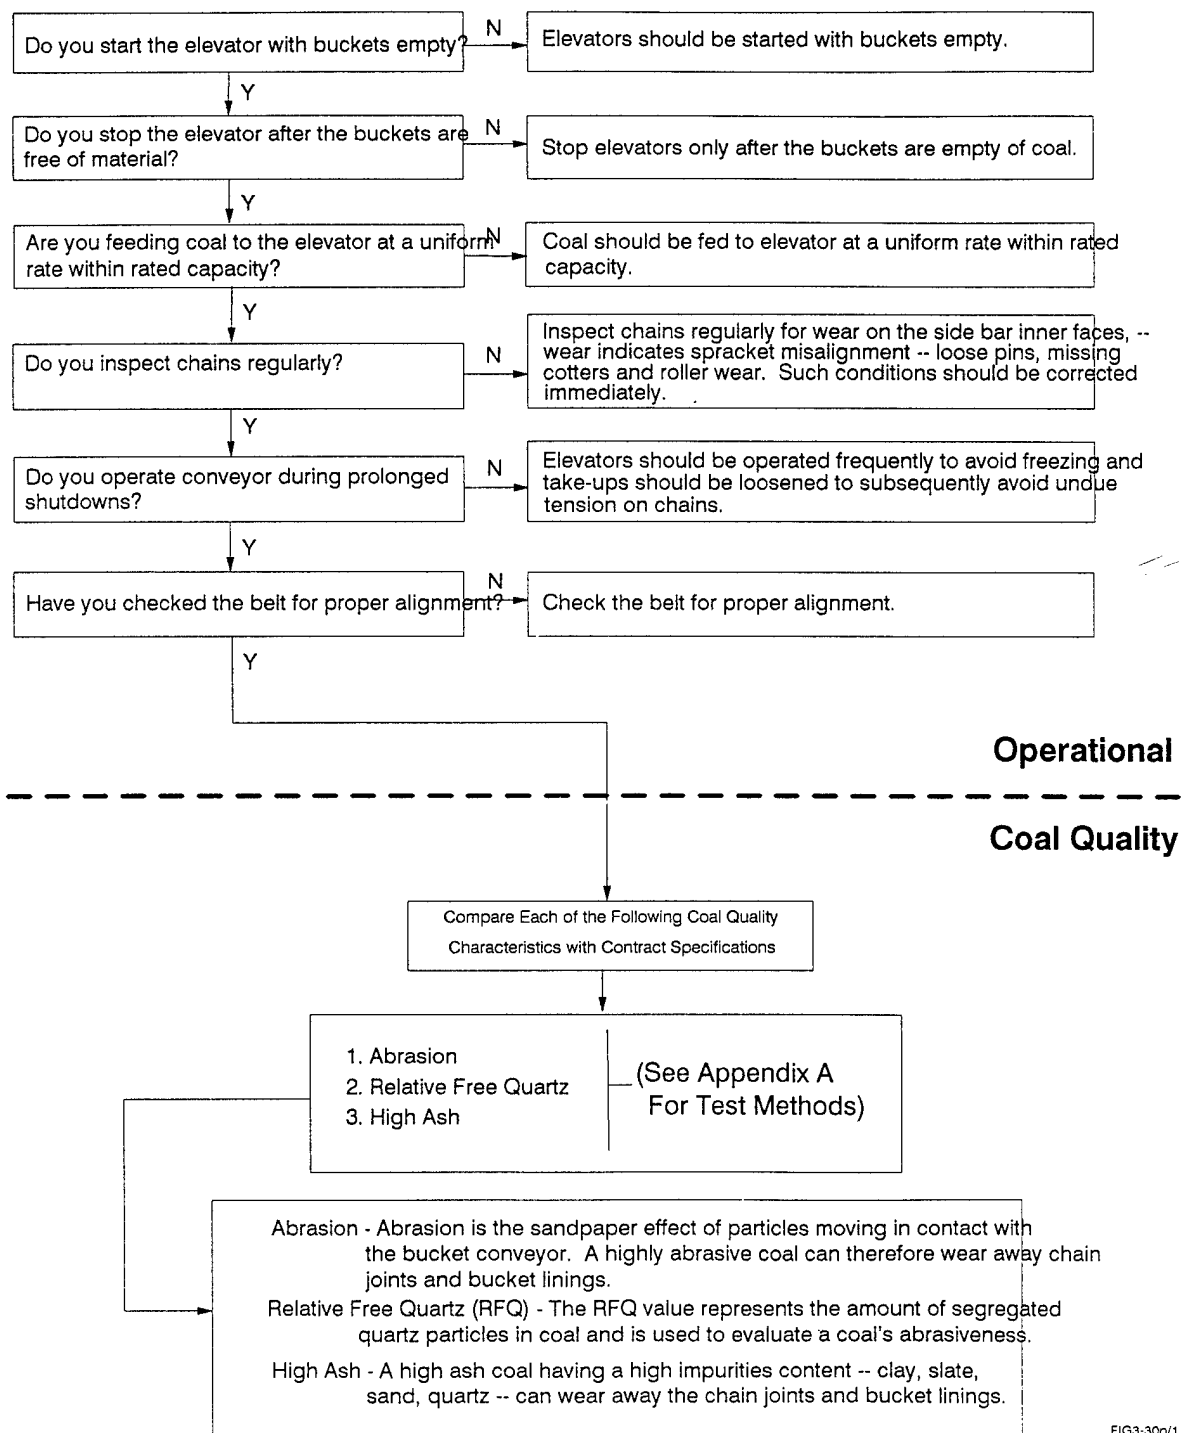 Do you start the elevator with buckets empty?
N
Elevators should be started with buckets empty.
Y
Do you stop the elevator after the buckets are
free of material?
N
Stop elevators only after the buckets are empty of coal.
Y
Are you feeding coal to the elevator at a uniform
rate within rated capacity?
N
Coal should be fed to elevator at a uniform rate within rated
capacity.
Y
Do you inspect chains regularly?
N
Inspect chains regularly for wear on the side bar inner faces, --
wear indicates spracket misalignment -- loose pins, missing
cotters and roller wear. Such conditions should be corrected
immediately.
Y
Do you operate conveyor during prolonged
shutdowns?
N
Elevators should be operated frequently to avoid freezing and
take-ups should be loosened to subsequently avoid undue
tension on chains.
Y
Have you checked the belt for proper alignment?
N
Check the belt for proper alignment.
Y
Operational
Coal Quality
Compare Each of the Following Coal Quality
Characteristics with Contract Specifications
1. Abrasion
2. Relative Free Quartz
3. High Ash
(See Appendix A
For Test Methods)
Abrasion - Abrasion is the sandpaper effect of particles moving in contact with
the bucket conveyor. A highly abrasive coal can therefore wear away chain
joints and bucket linings.
Relative Free Quartz (RFQ) - The RFQ value represents the amount of segregated
quartz particles in coal and is used to evaluate a coal's abrasiveness.
High Ash - A high ash coal having a high impurities content -- clay, slate,
sand, quartz -- can wear away the chain joints and bucket linings.
FIG3-30n/1